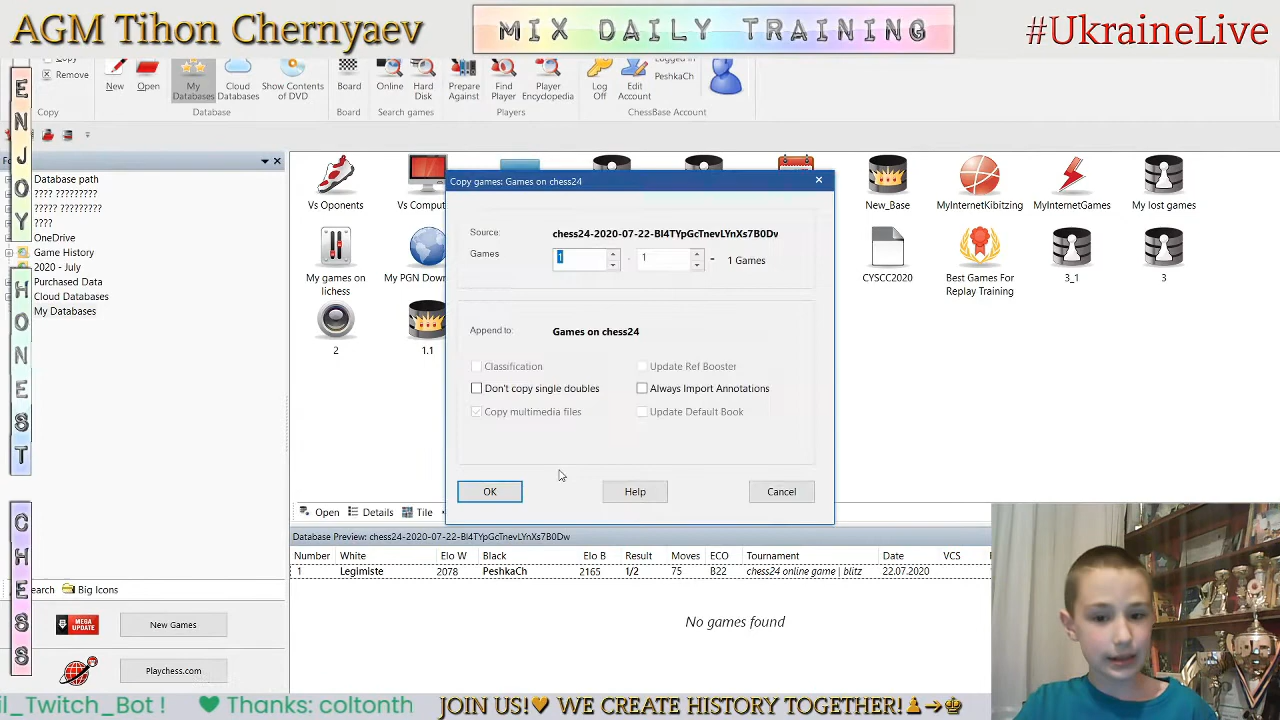 AGM Tihon Chernyaev
MIX DAILY TRAINING
#UkraineLive
ENJOY
HONEST
CHESS
Copy
Remove
Copy
New
Open
My Databases
Cloud Databases
Show Contents of DVD
Database
Board
Board
Online
Hard Disk
Search games
Prepare Against
Find Player
Player Encyclopedia
Players
Log Off
Edit Account
PeshkaCh
ChessBase Account
Database path
???? ?????????
????? ?????????
????
OneDrive
Game History
2020 - July
Purchased Data
Cloud Databases
My Databases
Big Icons
MEGA UPDATE
New Games
Playchess.com
Vs Oponents
New_Base
MyInternetKibitzing
MyInternetGames
My lost games
My games on lichess
CYSCC2020
Best Games For Replay Training
3_1
3
2
1.1
Copy games: Games on chess24
Source:
chess24-2020-07-22-BI4TYpGcTnevLYnXs7B0Dv
Games
1
-
1
=
1 Games
Append to:
Games on chess24
Classification
Update Ref Booster
Don't copy single doubles
Always Import Annotations
Copy multimedia files
Update Default Book
OK
Help
Cancel
Open
Details
Tile
Database Preview: chess24-2020-07-22-BI4TYpGcTnevLYnXs7B0Dw
Number White Elo W Black Elo B Result Moves ECO Tournament Date VCS
1 Legimiste 2078 PeshkaCh 2165 1/2 75 B22 chess24 online game | blitz 22.07.2020
No games found
il_Twitch_Bot ! Thanks: coltonth
JOIN US! WE CREATE HISTORY TOGETHER!